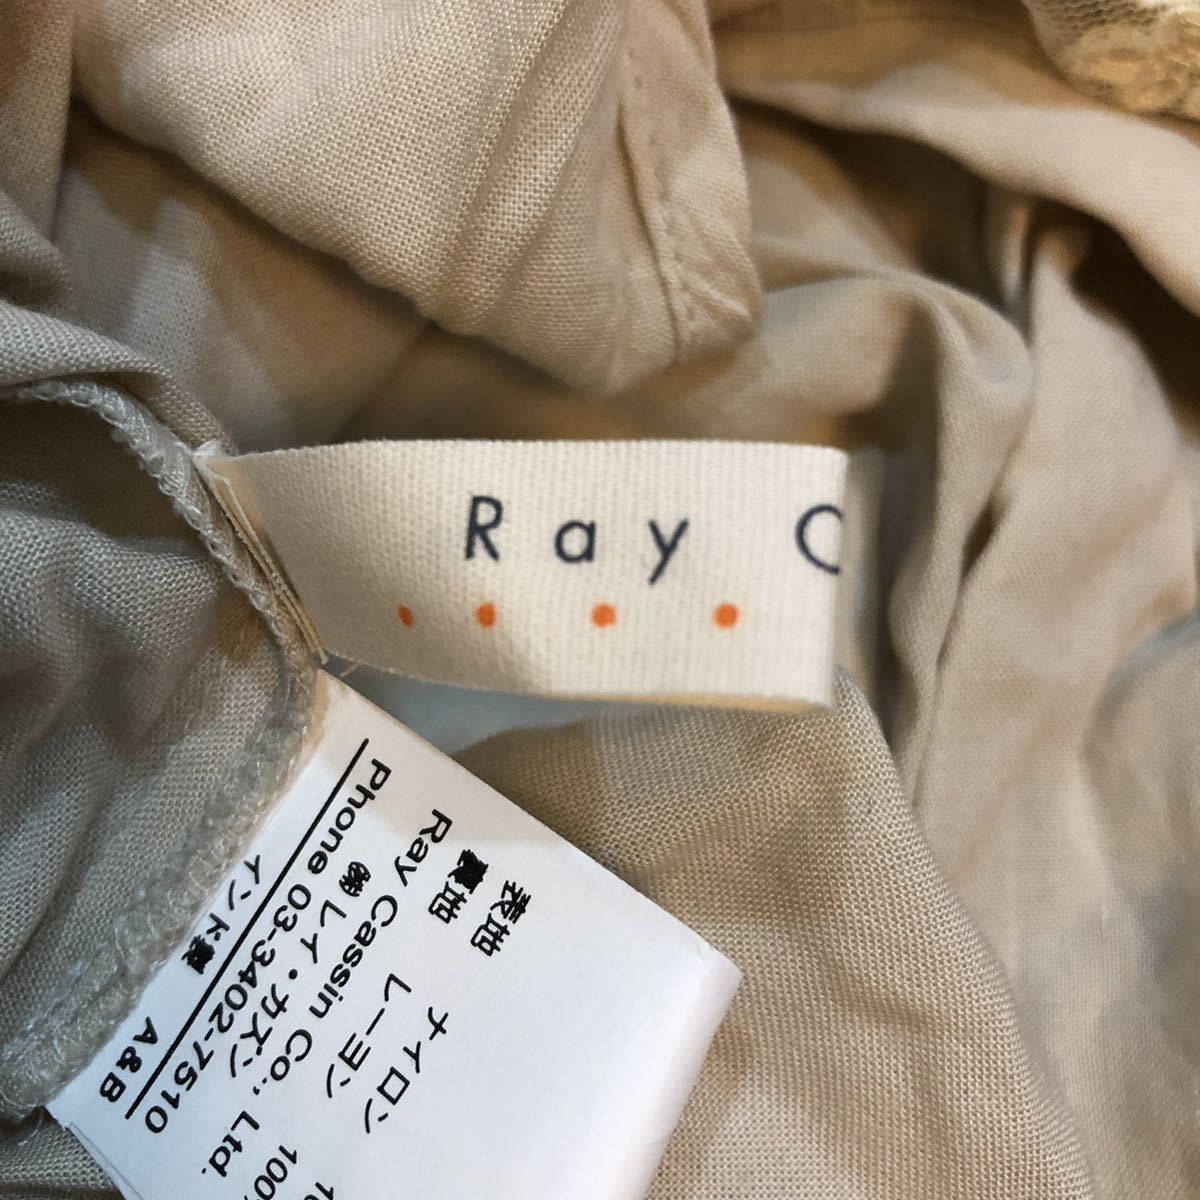 Ray C
表地 ナイロン 10
裏地 レーヨン 100
Ray Cassin Co., Ltd.
㈱レイ・カズン
Phone 03-3402-7510
インド製 A&B